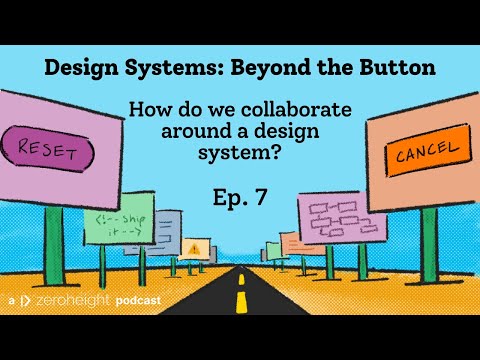 Design Systems: Beyond the Button
How do we collaborate
around a design
system?
Ep. 7
RESET
CANCEL
<!-- ship
it -->
a zeroheight podcast